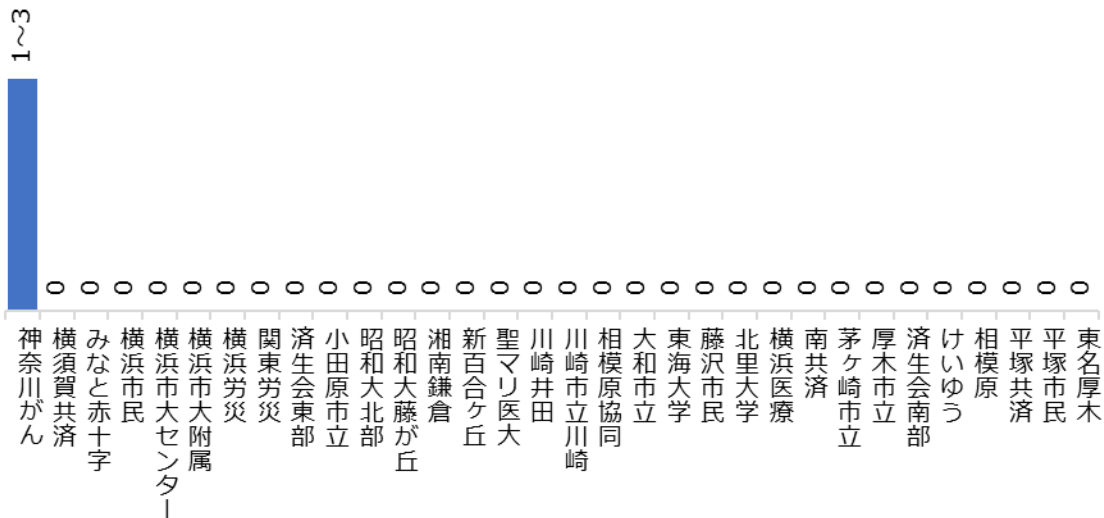 1~3
0 0 0 0 0 0 0 0 0 0 0 0 0 0 0 0 0 0 0 0 0 0 0 0 0 0 0 0 0 0 0
神奈川がん
横須賀共済
みなと赤十字
横浜市民
横浜市大センター
横浜市大附属
横浜労災
関東労災
済生会東部
小田原市立
昭和大北部
昭和大藤が丘
湘南鎌倉
新百合ヶ丘
聖マリ医大
川崎井田
川崎市立川崎
相模原協同
大和市立
東海大学
藤沢市民
北里大学
横浜医療
南共済
茅ヶ崎市立
厚木市立
済生会南部
けいゆう
相模原
平塚共済
平塚市民
東名厚木